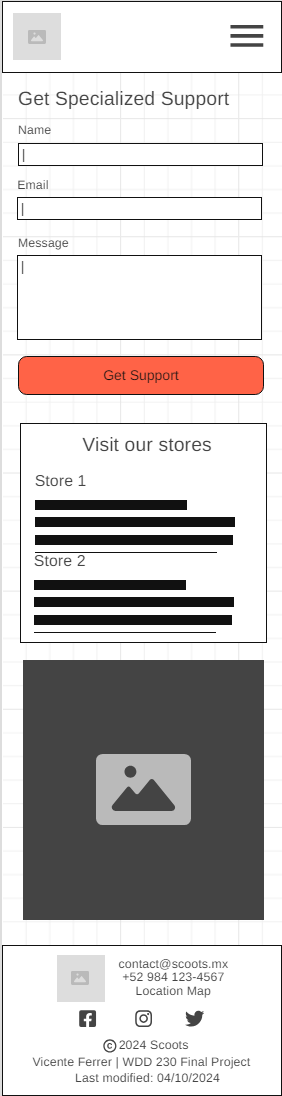 Get Specialized Support
Name
Email
Message
Get Support
Visit our stores
Store 1
Store 2
contact@scoots.mx
+52 984 123-4567
Location Map
© 2024 Scoots
Vicente Ferrer | WDD 230 Final Project
Last modified: 04/10/2024